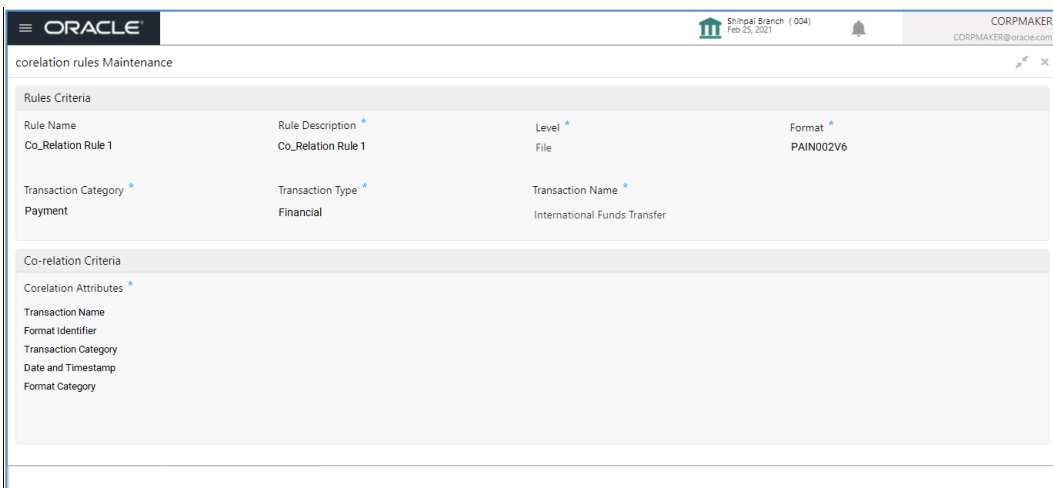 ORACLE
Shihpai Branch ( 004)
Feb 25, 2021
CORPMAKER
CORPMAKER@oracle.com
corelation rules Maintenance
Rules Criteria
Rule Name
Rule Description *
Level *
Format *
Co_Relation Rule 1
Co_Relation Rule 1
File
PAIN002V6
Transaction Category *
Transaction Type *
Transaction Name *
Payment
Financial
International Funds Transfer
Co-relation Criteria
Corelation Attributes *
Transaction Name
Format Identifier
Transaction Category
Date and Timestamp
Format Category